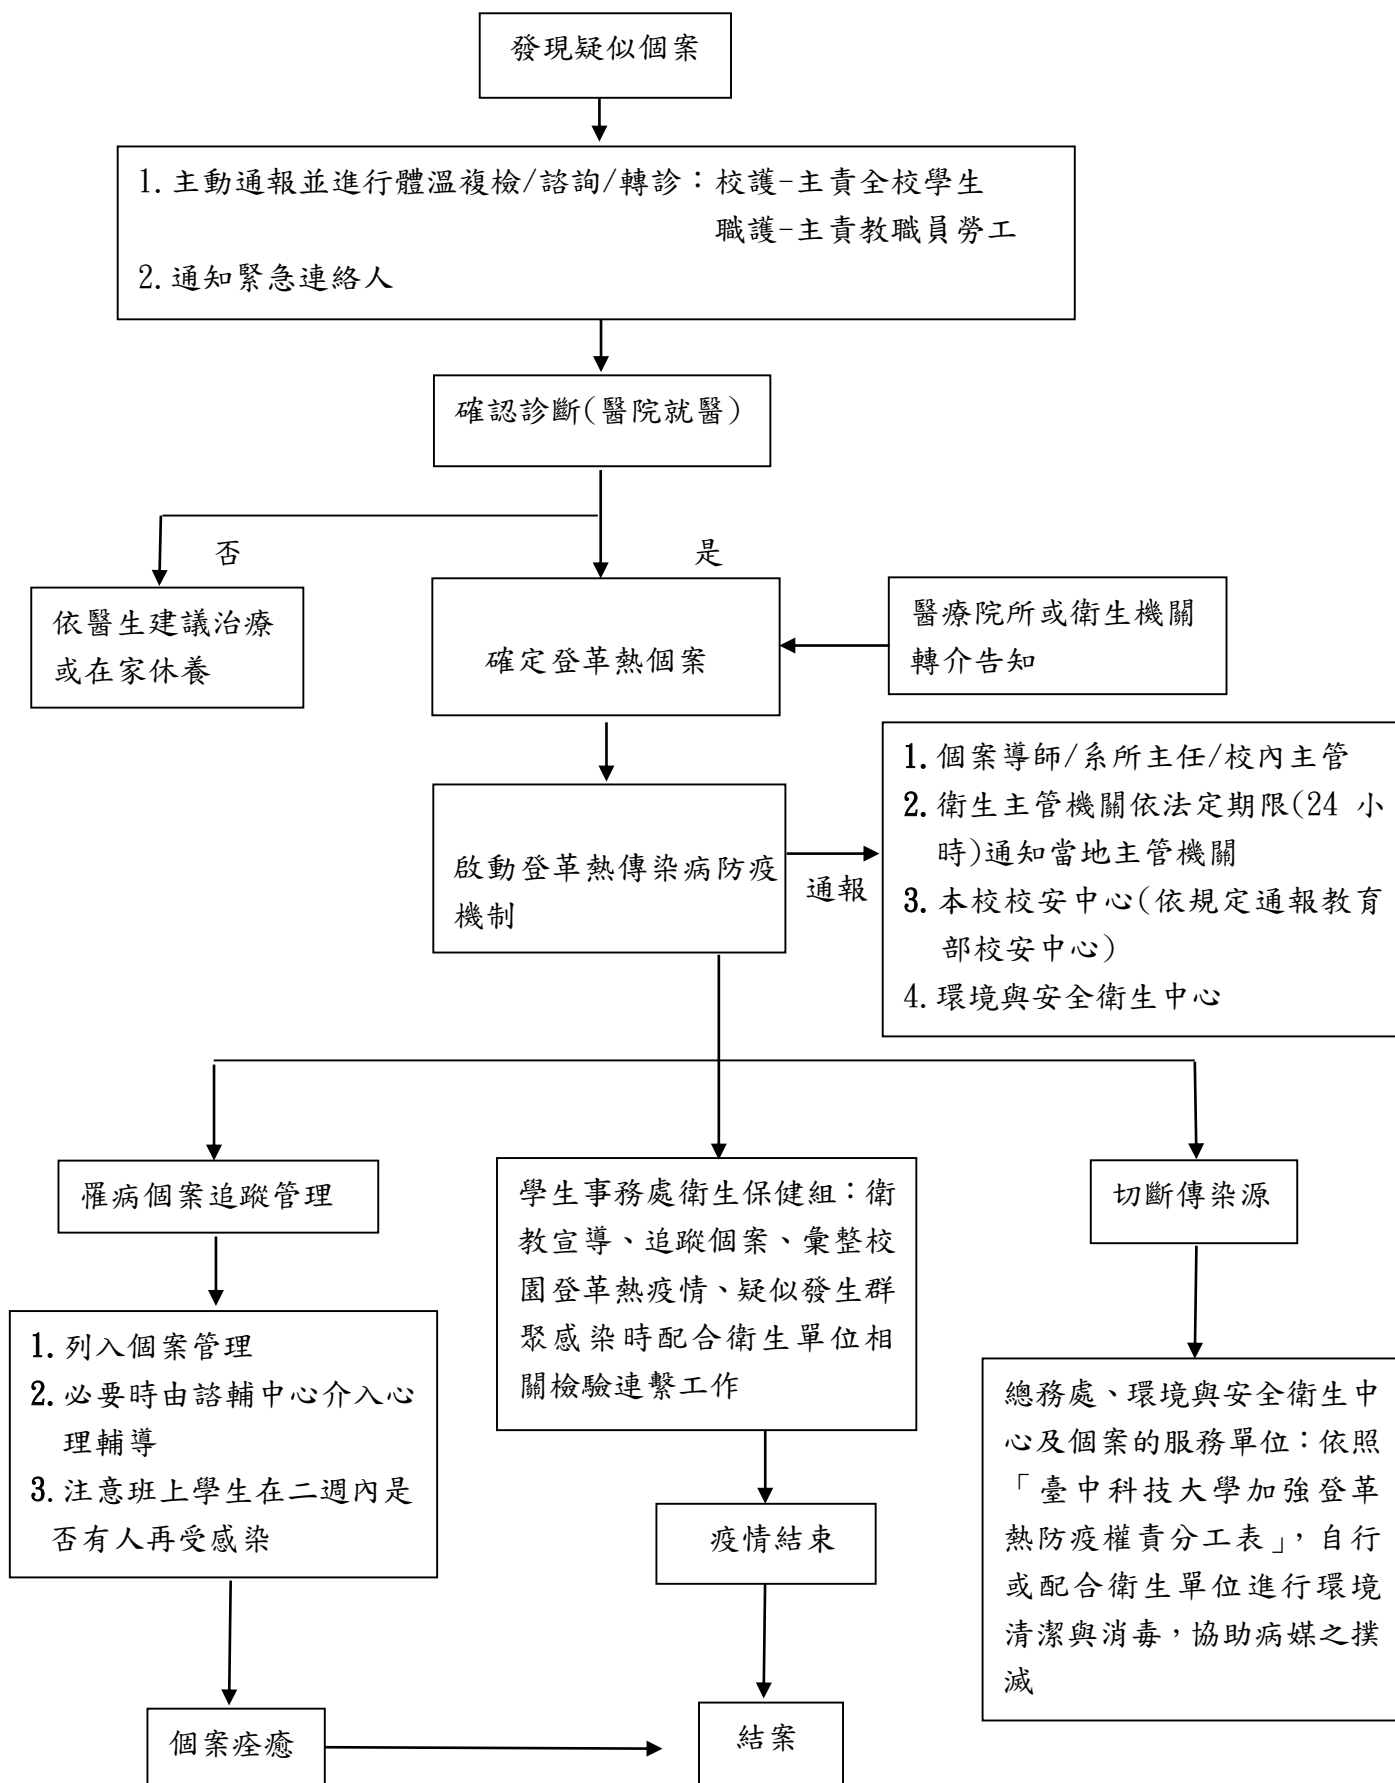 發現疑似個案
1. 主動通報並進行體溫複檢/諮詢/轉診：校護-主責全校學生
職護-主責教職員勞工
2. 通知緊急連絡人
確認診斷(醫院就醫)
否
是
依醫生建議治療
或在家休養
確定登革熱個案
醫療院所或衛生機關
轉介告知
啟動登革熱傳染病防疫
機制
通報
1. 個案導師/系所主任/校內主管
2. 衛生主管機關依法定期限(24 小
時)通知當地主管機關
3. 本校校安中心(依規定通報教育
部校安中心)
4. 環境與安全衛生中心
罹病個案追蹤管理
1. 列入個案管理
2. 必要時由諮輔中心介入心
理輔導
3. 注意班上學生在二週內是
否有人再受感染
個案痊癒
學生事務處衛生保健組：衛
教宣導、追蹤個案、彙整校
園登革熱疫情、疑似發生群
聚感染時配合衛生單位相
關檢驗連繫工作
疫情結束
結案
切斷傳染源
總務處、環境與安全衛生中
心及個案的服務單位：依照
「臺中科技大學加強登革
熱防疫權責分工表」，自行
或配合衛生單位進行環境
清潔與消毒，協助病媒之撲
滅